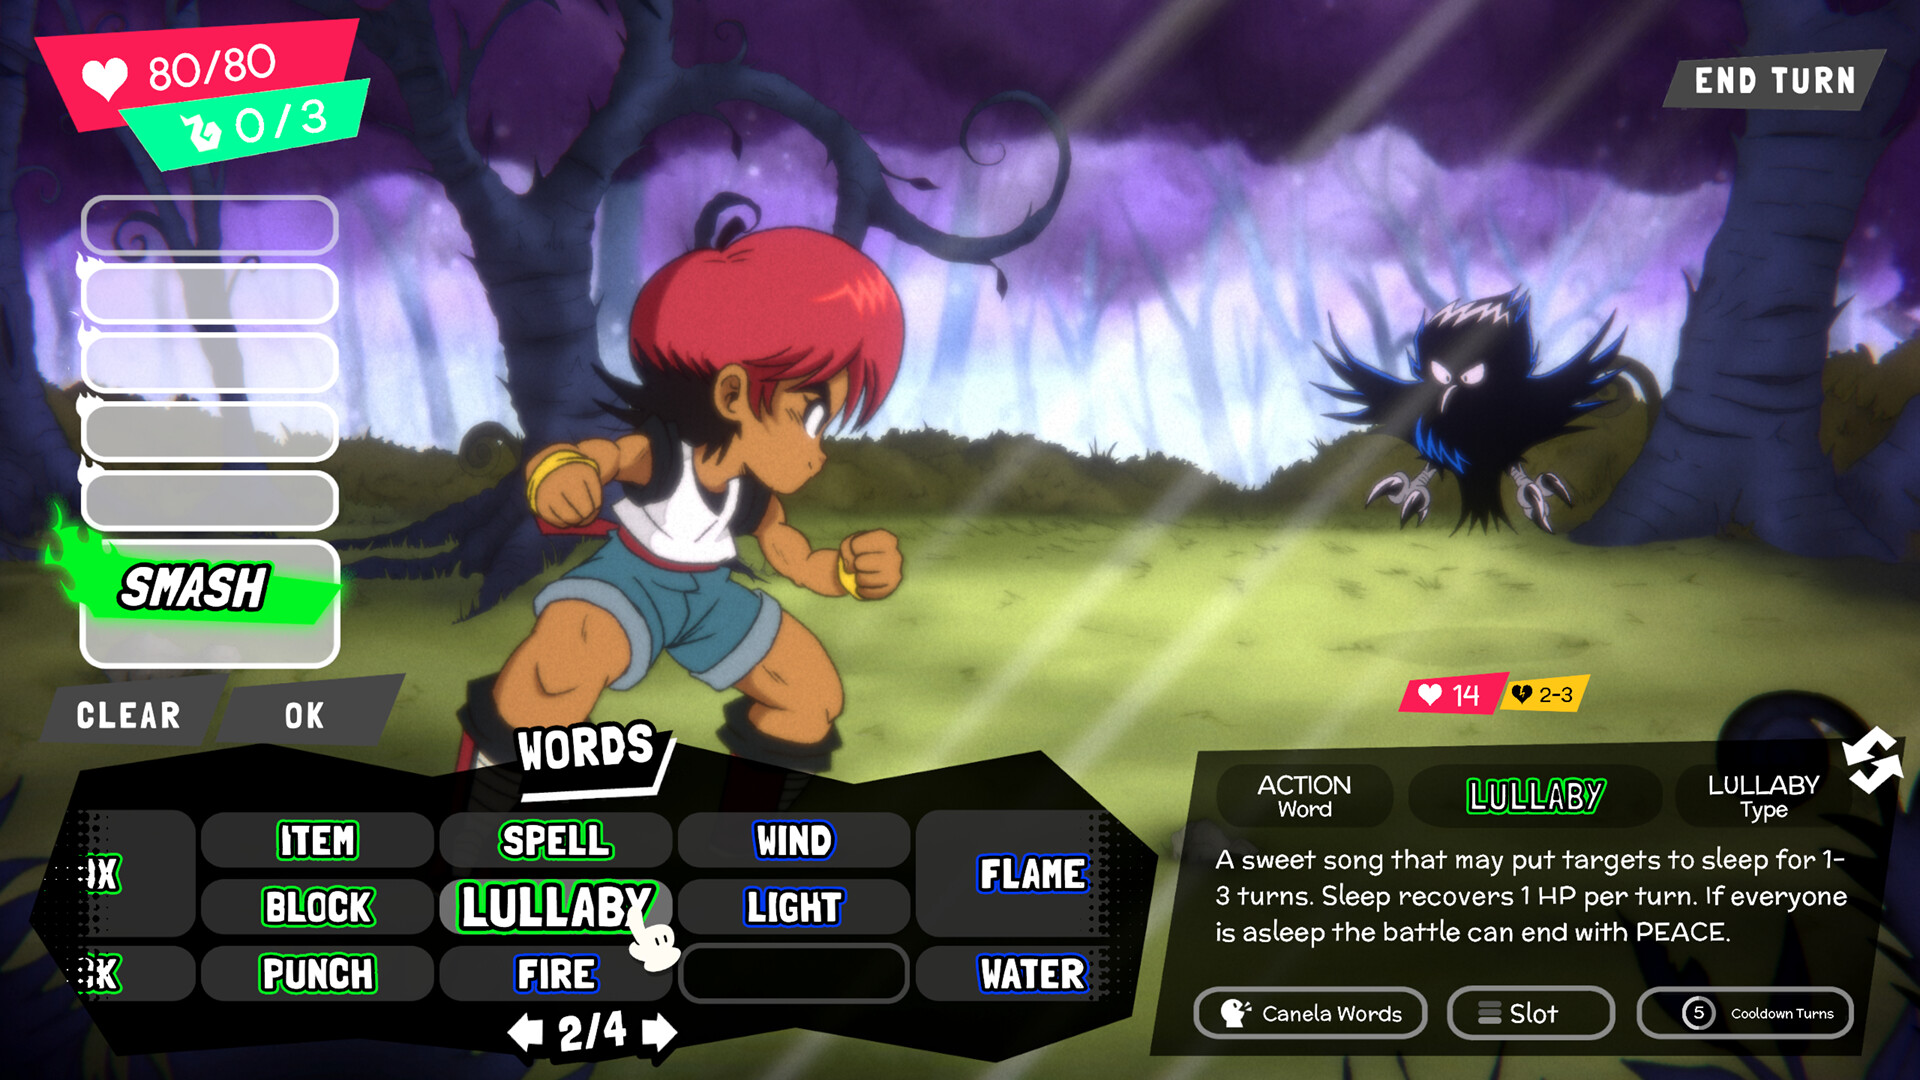 80/80
0/3
END TURN
SMASH
CLEAR
OK
WORDS
ITEM
SPELL
WIND
FLAME
BLOCK
LULLABY
LIGHT
PUNCH
FIRE
WATER
2/4
14
2-3
ACTION
Word
LULLABY
LULLABY
Type
A sweet song that may put targets to sleep for 1-
3 turns. Sleep recovers 1 HP per turn. If everyone
is asleep the battle can end with PEACE.
Canela Words
Slot
5
Cooldown Turns